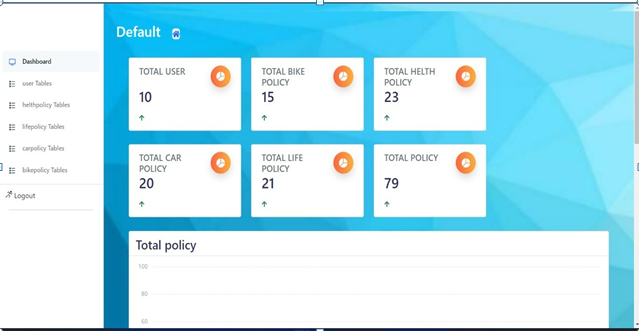 Default
Dashboard
user Tables
helthpolicy Tables
lifepolicy Tables
carpolicy Tables
bikepolicy Tables
Logout
TOTAL USER
10
TOTAL BIKE
POLICY
15
TOTAL HELTH
POLICY
23
TOTAL CAR
POLICY
20
TOTAL LIFE
POLICY
21
TOTAL POLICY
79
Total policy
100
80
60